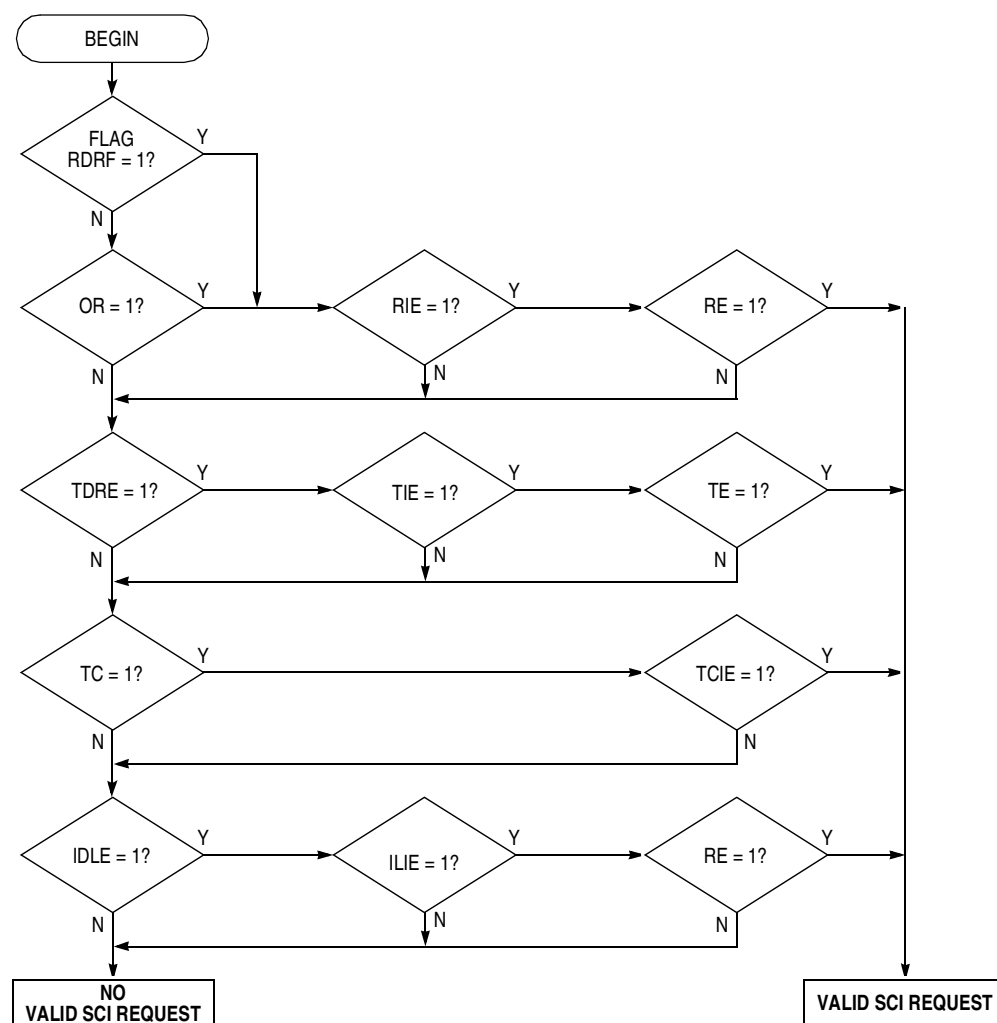 BEGIN
FLAG
RDRF = 1?
Y
N
OR = 1?
Y
RIE = 1?
Y
RE = 1?
Y
N
N
N
TDRE = 1?
Y
TIE = 1?
Y
TE = 1?
Y
N
N
N
TC = 1?
Y
TCIE = 1?
Y
N
N
IDLE = 1?
Y
ILIE = 1?
Y
RE = 1?
Y
N
N
N
NO
VALID SCI REQUEST
VALID SCI REQUEST